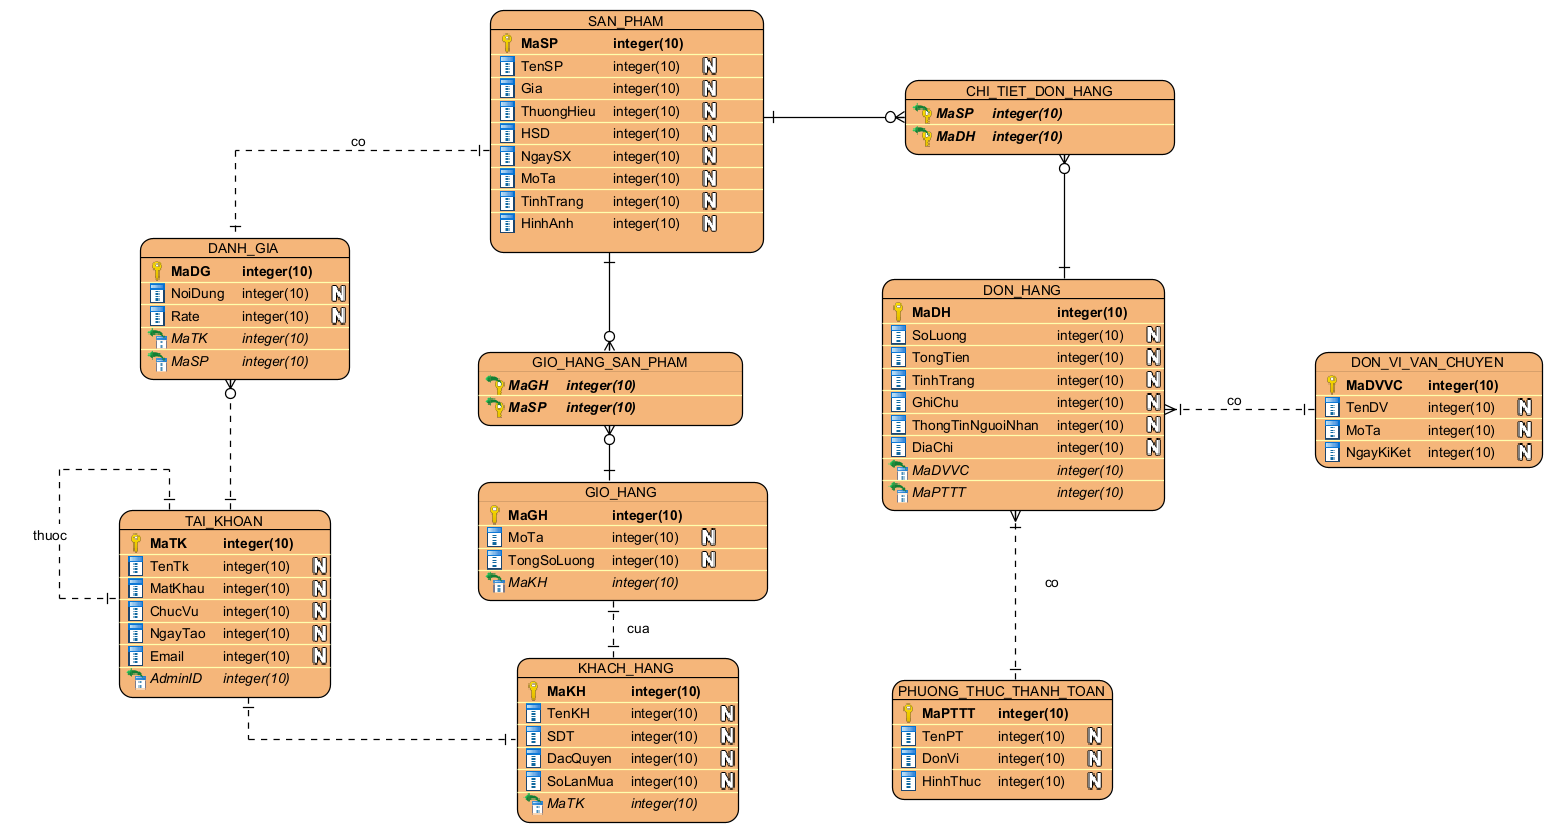 SAN_PHAM
MaSP integer(10)
TenSP integer(10) N
Gia integer(10) N
ThuongHieu integer(10) N
HSD integer(10) N
NgaySX integer(10) N
MoTa integer(10) N
TinhTrang integer(10) N
HinhAnh integer(10) N
CHI_TIET_DON_HANG
MaSP integer(10)
MaDH integer(10)
co
DANH_GIA
MaDG integer(10)
NoiDung integer(10) N
Rate integer(10) N
MaTK integer(10)
MaSP integer(10)
GIO_HANG_SAN_PHAM
MaGH integer(10)
MaSP integer(10)
DON_HANG
MaDH integer(10)
SoLuong integer(10) N
TongTien integer(10) N
TinhTrang integer(10) N
GhiChu integer(10) N
ThongTinNguoiNhan integer(10) N
DiaChi integer(10) N
MaDVVC integer(10)
MaPTTT integer(10)
co
DON_VI_VAN_CHUYEN
MaDVVC integer(10)
TenDV integer(10) N
MoTa integer(10) N
NgayKiKet integer(10) N
thuoc
TAI_KHOAN
MaTK integer(10)
TenTk integer(10) N
MatKhau integer(10) N
ChucVu integer(10) N
NgayTao integer(10) N
Email integer(10) N
AdminID integer(10)
GIO_HANG
MaGH integer(10)
MoTa integer(10) N
TongSoLuong integer(10) N
MaKH integer(10)
cua
co
KHACH_HANG
MaKH integer(10)
TenKH integer(10) N
SDT integer(10) N
DacQuyen integer(10) N
SoLanMua integer(10) N
MaTK integer(10)
PHUONG_THUC_THANH_TOAN
MaPTTT integer(10)
TenPT integer(10) N
DonVi integer(10) N
HinhThuc integer(10) N